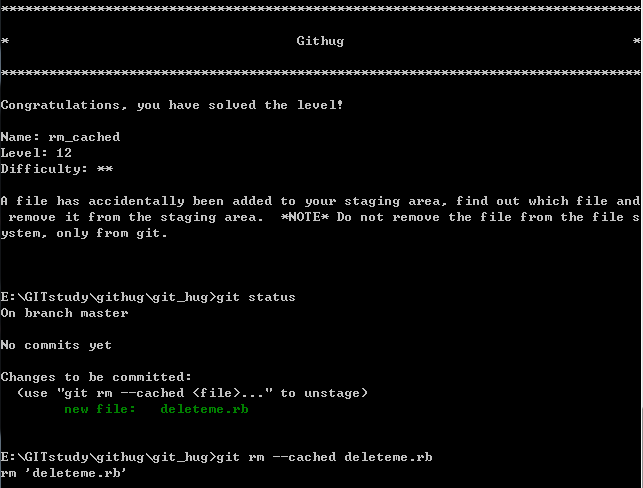 ********************************************************************************
* Githug *
********************************************************************************
Congratulations, you have solved the level!
Name: rm_cached
Level: 12
Difficulty: **
A file has accidentally been added to your staging area, find out which file and
 remove it from the staging area.  *NOTE* Do not remove the file from the file s
ystem, only from git.
E:\GITstudy\githug\git_hug>git status
On branch master
No commits yet
Changes to be committed:
  (use "git rm --cached <file>..." to unstage)
        new file:   deleteme.rb
E:\GITstudy\githug\git_hug>git rm --cached deleteme.rb
rm 'deleteme.rb'